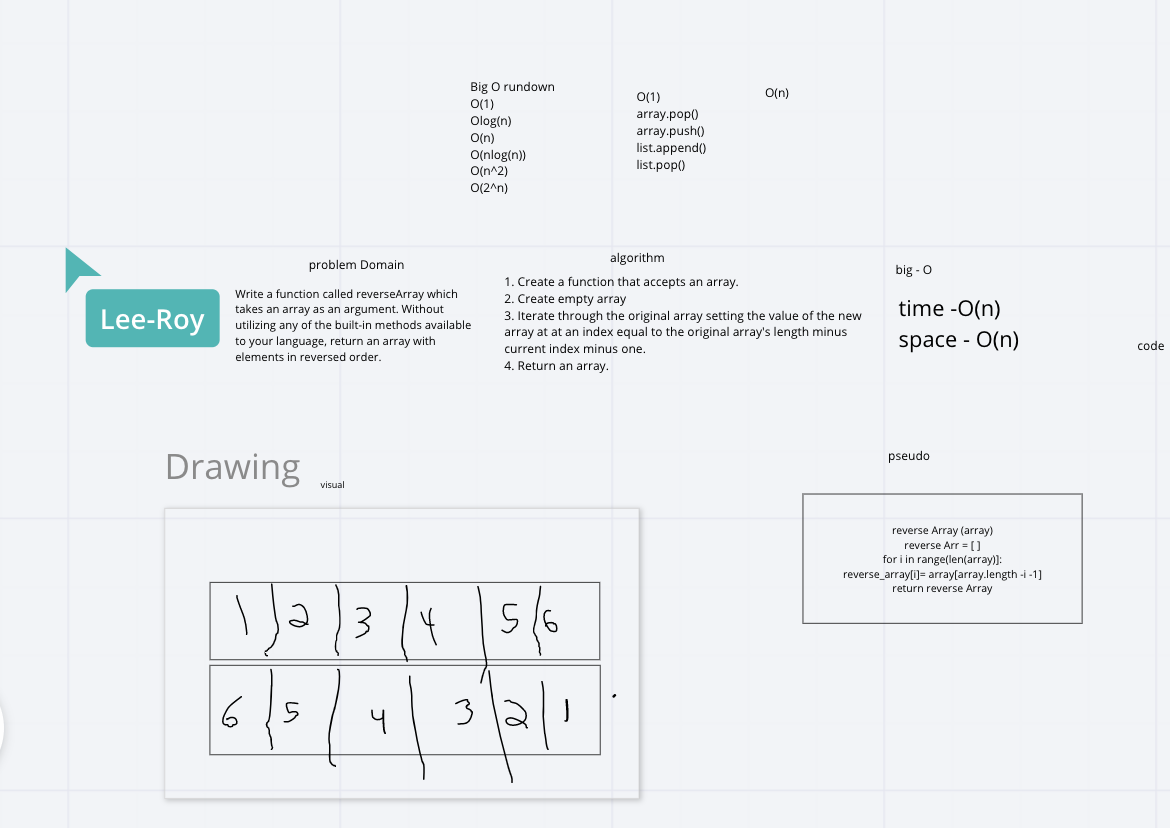 Big O rundown
O(1)
Olog(n)
O(n)
O(nlog(n))
O(n^2)
O(2^n)
O(1)
array.pop()
array.push()
list.append()
list.pop()
O(n)
Lee-Roy
problem Domain
Write a function called reverseArray which
takes an array as an argument. Without
utilizing any of the built-in methods available
to your language, return an array with
elements in reversed order.
algorithm
1. Create a function that accepts an array.
2. Create empty array
3. Iterate through the original array setting the value of the new
array at at an index equal to the original array's length minus
current index minus one.
4. Return an array.
big - O
time -O(n)
space - O(n)
code
Drawing
visual
1 2 3 4 5 6
6 5 4 3 2 1
pseudo
reverse Array (array)
reverse Arr = [ ]
for i in range(len(array)]:
reverse_array[i]= array[array.length -i -1]
return reverse Array